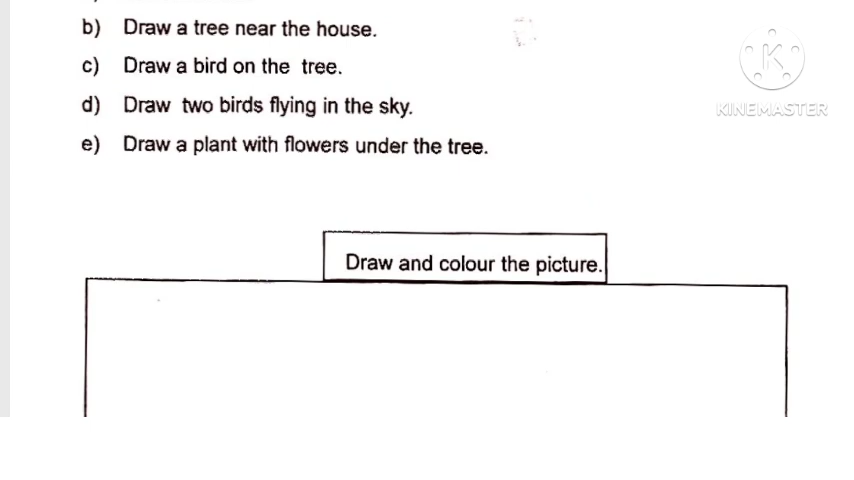 b) Draw a tree near the house.
c) Draw a bird on the tree.
d) Draw two birds flying in the sky.
e) Draw a plant with flowers under the tree.
K
KINEMASTER
Draw and colour the picture.